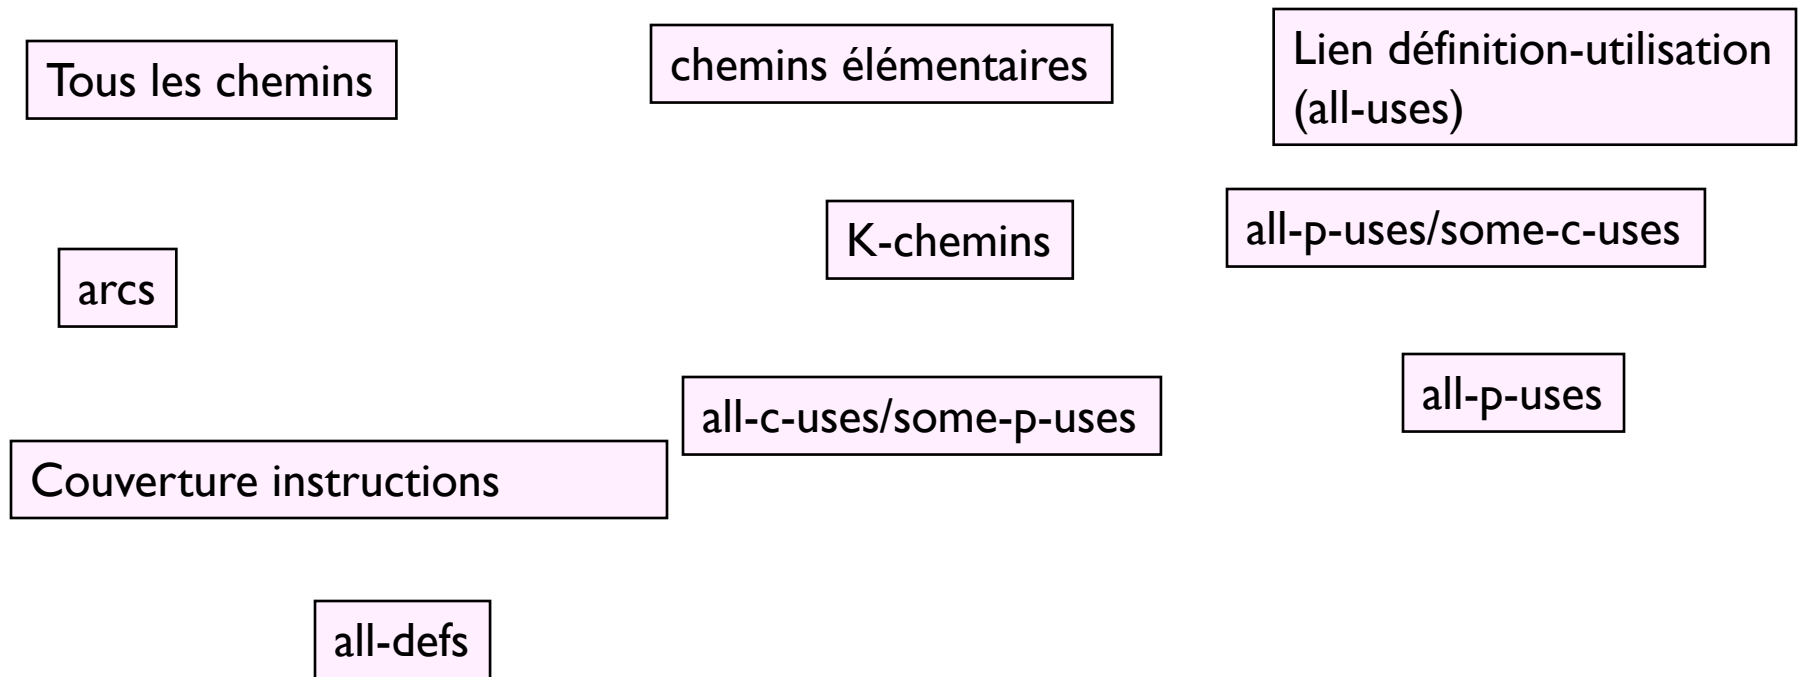 Tous les chemins
chemins élémentaires
Lien définition-utilisation
(all-uses)
K-chemins
all-p-uses/some-c-uses
arcs
all-c-uses/some-p-uses
all-p-uses
Couverture instructions
all-defs